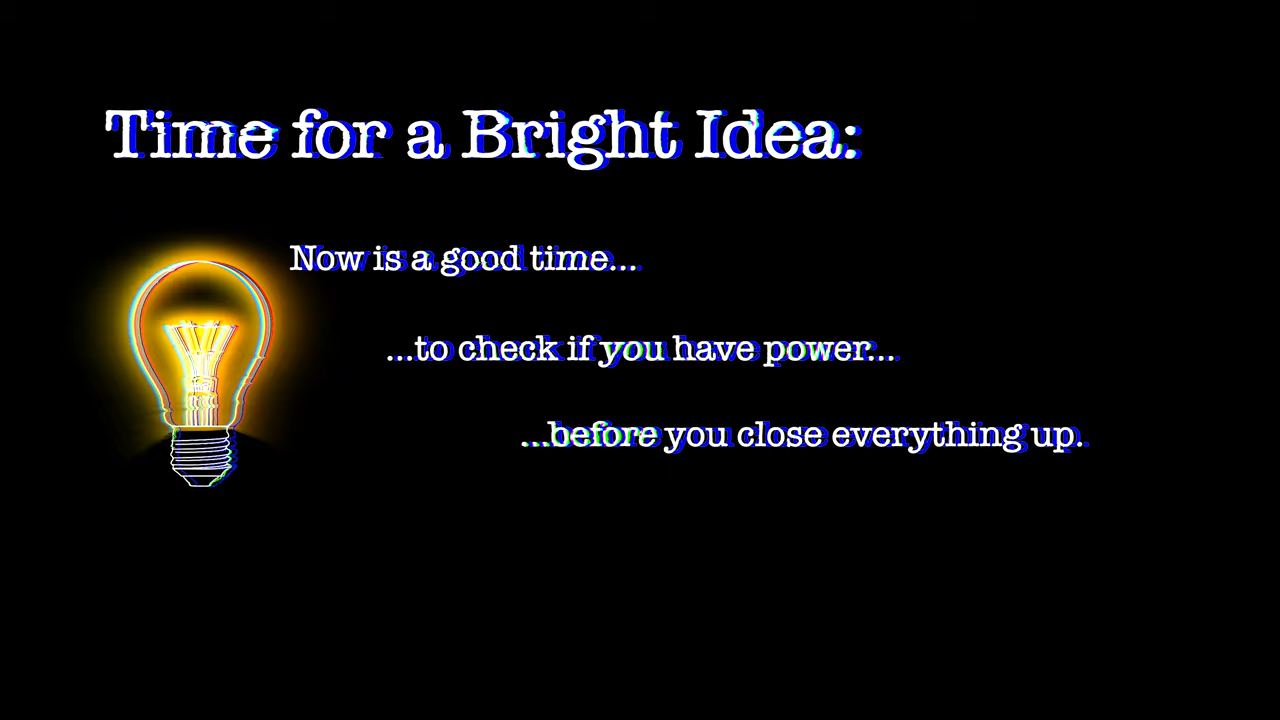 Time for a Bright Idea:
Now is a good time...
...to check if you have power...
...before you close everything up.